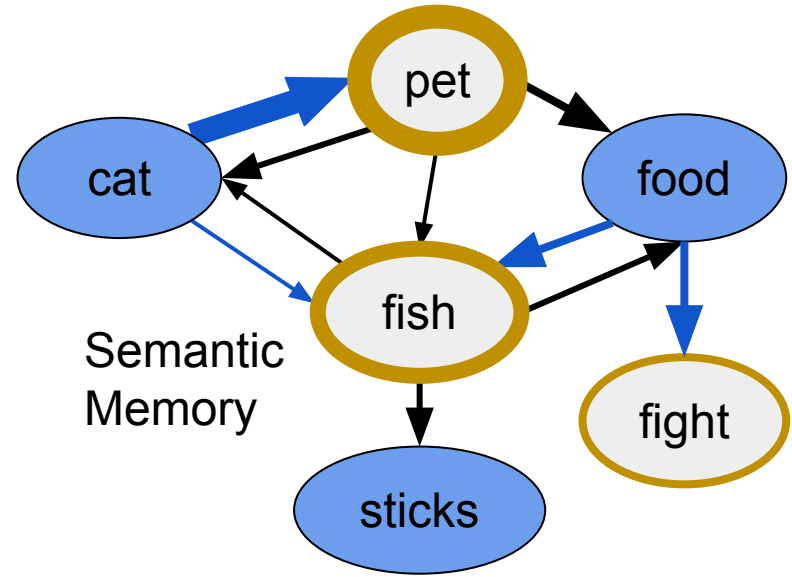 pet
cat
food
fish
Semantic
Memory
fight
sticks